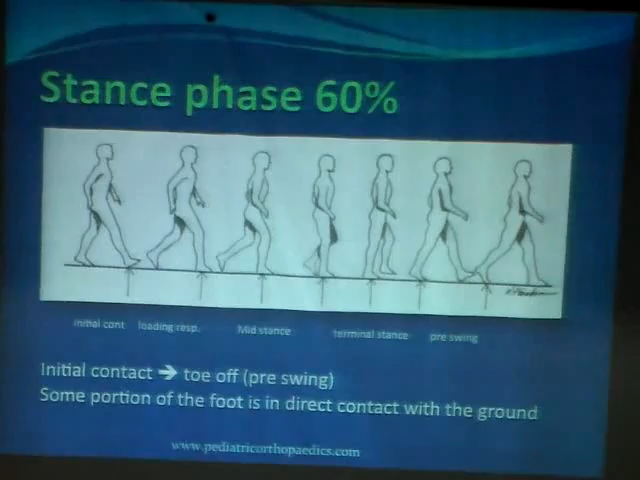 Stance phase 60%
initial cont loading resp. Mid stance terminal stance pre swing
Initial contact → toe off (pre swing)
Some portion of the foot is in direct contact with the ground
www.pediatricorthopaedics.com